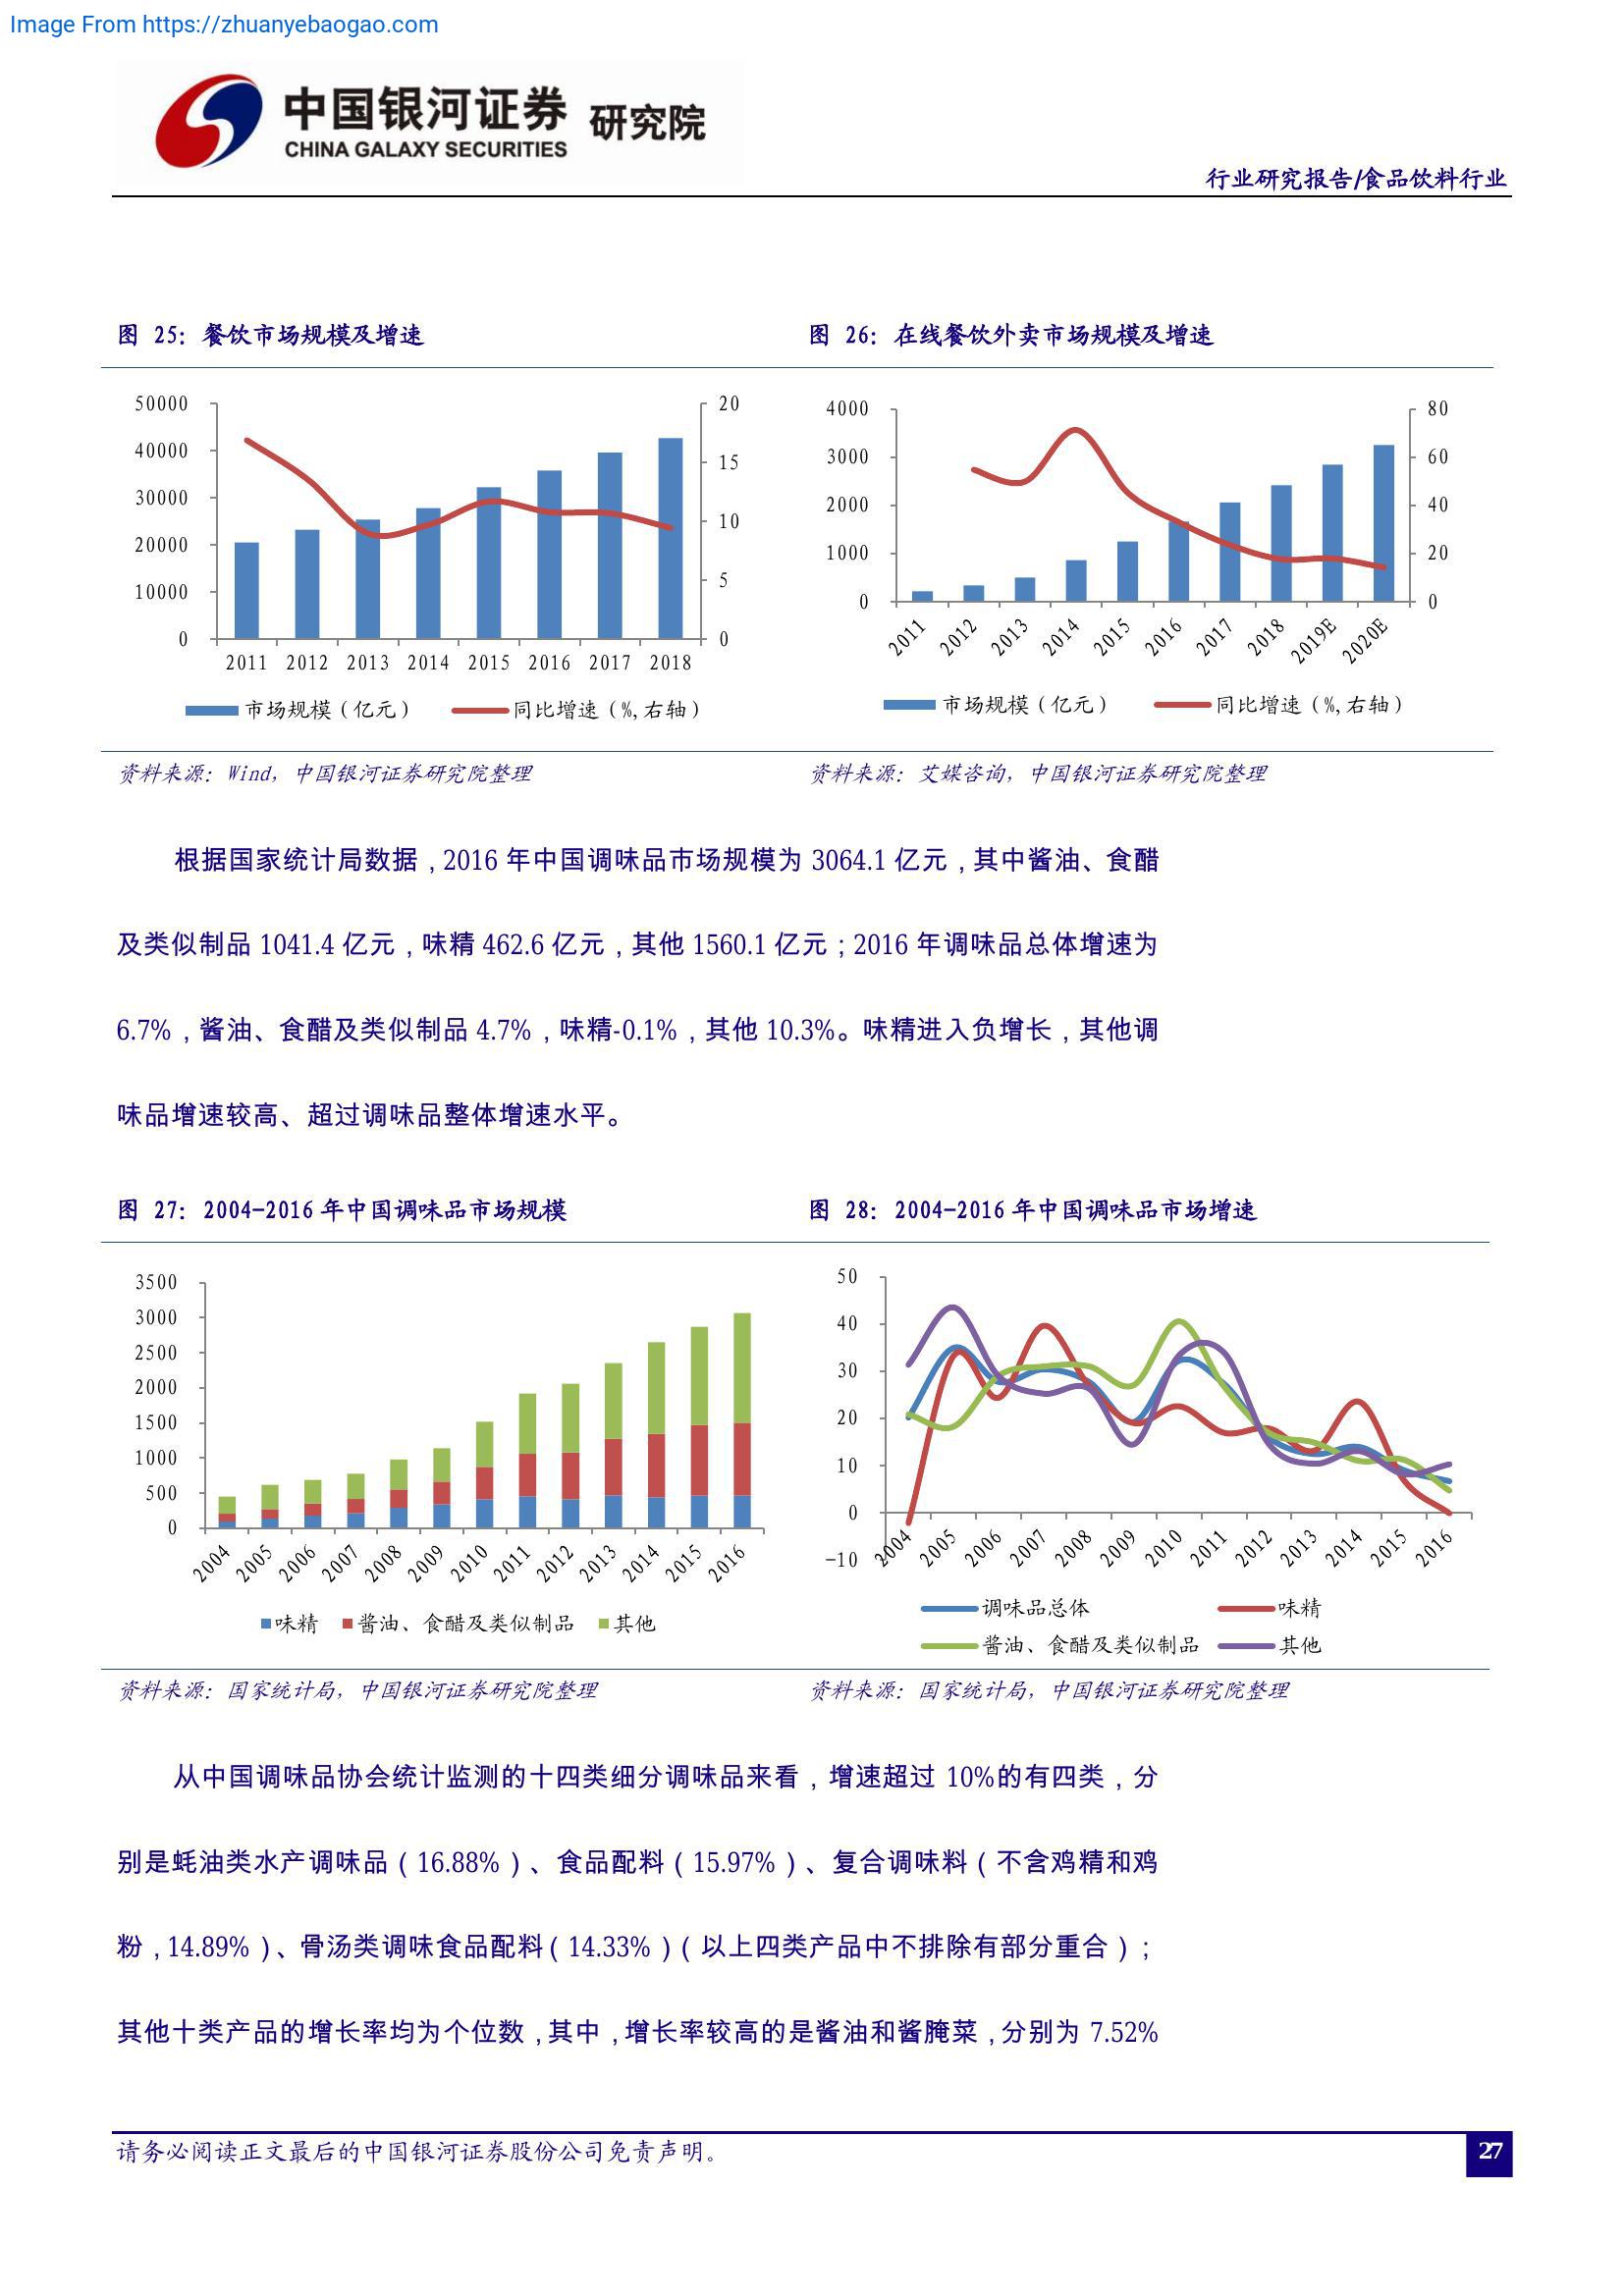 Image From https://zhuanyebaogao.com
中国银河证券 研究院
CHINA GALAXY SECURITIES
行业研究报告/食品饮料行业
图 25：餐饮市场规模及增速
50000
40000
30000
20000
10000
0
20
15
10
5
0
2011 2012 2013 2014 2015 2016 2017 2018
市场规模（亿元） 同比增速（%,右轴）
资料来源：Wind，中国银河证券研究院整理
图 26：在线餐饮外卖市场规模及增速
4000
3000
2000
1000
0
80
60
40
20
0
2011 2012 2013 2014 2015 2016 2017 2018 2019E 2020E
市场规模（亿元） 同比增速（%,右轴）
资料来源：艾媒咨询，中国银河证券研究院整理
根据国家统计局数据，2016 年中国调味品市场规模为 3064.1 亿元，其中酱油、食醋
及类似制品 1041.4 亿元，味精 462.6 亿元，其他 1560.1 亿元；2016 年调味品总体增速为
6.7%，酱油、食醋及类似制品 4.7%，味精-0.1%，其他 10.3%。味精进入负增长，其他调
味品增速较高、超过调味品整体增速水平。
图 27：2004-2016 年中国调味品市场规模
3500
3000
2500
2000
1500
1000
500
0
2004 2005 2006 2007 2008 2009 2010 2011 2012 2013 2014 2015 2016
味精 酱油、食醋及类似制品 其他
资料来源：国家统计局，中国银河证券研究院整理
图 28：2004-2016 年中国调味品市场增速
50
40
30
20
10
0
-10
2004 2005 2006 2007 2008 2009 2010 2011 2012 2013 2014 2015 2016
调味品总体 味精
酱油、食醋及类似制品 其他
资料来源：国家统计局，中国银河证券研究院整理
从中国调味品协会统计监测的十四类细分调味品来看，增速超过 10%的有四类，分
别是蚝油类水产调味品（16.88%）、食品配料（15.97%）、复合调味料（不含鸡精和鸡
粉，14.89%）、骨汤类调味食品配料（14.33%）（以上四类产品中不排除有部分重合）；
其他十类产品的增长率均为个位数，其中，增长率较高的是酱油和酱腌菜，分别为 7.52%
请务必阅读正文最后的中国银河证券股份公司免责声明。
27